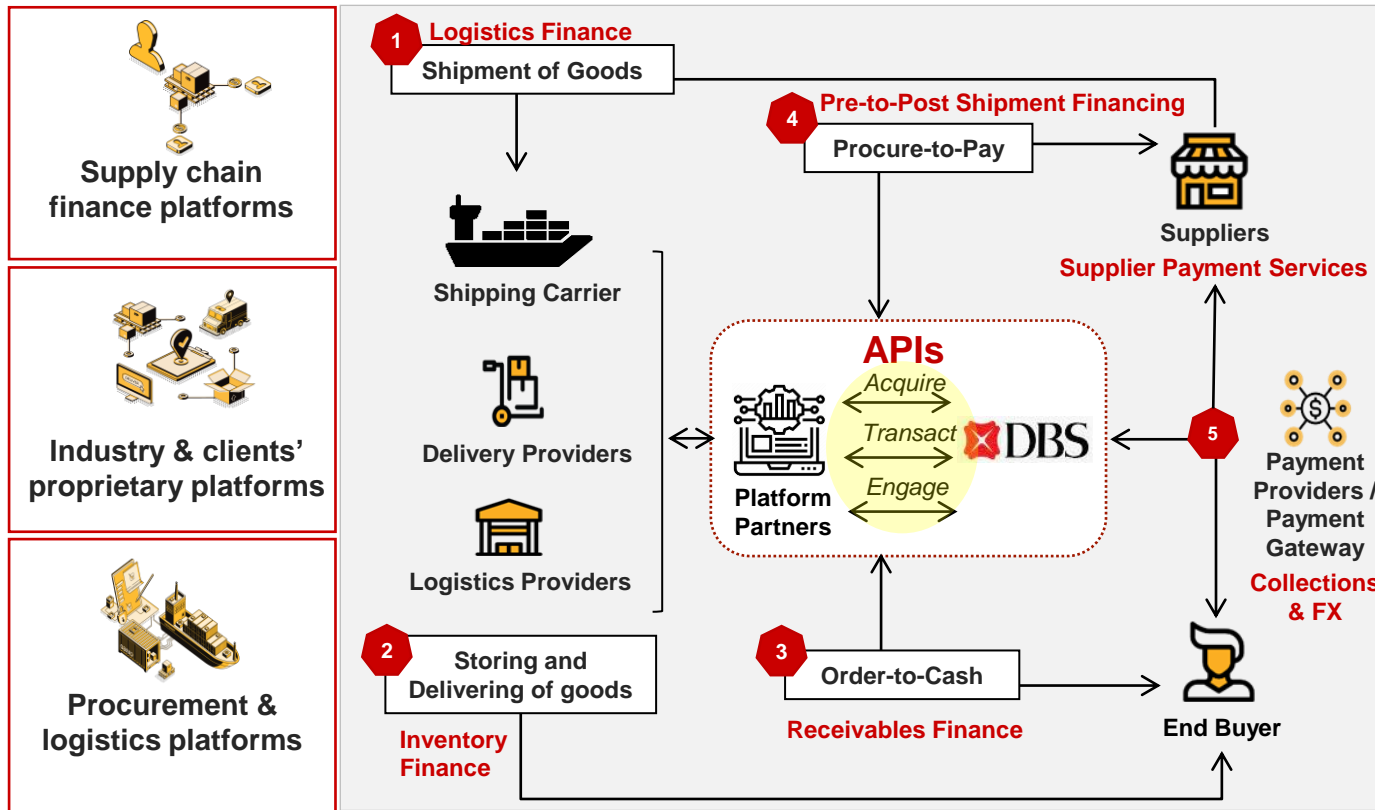 Supply chain
finance platforms
Industry & clients’
proprietary platforms
Procurement &
logistics platforms
1
Logistics Finance
Shipment of Goods
4
Pre-to-Post Shipment Financing
Procure-to-Pay
Suppliers
Supplier Payment Services
Shipping Carrier
Delivery Providers
Logistics Providers
APIs
Acquire
Transact
Engage
Platform
Partners
DBS
5
Payment
Providers /
Payment
Gateway
Collections
& FX
2
Storing and
Delivering of goods
Inventory
Finance
3
Order-to-Cash
Receivables Finance
End Buyer